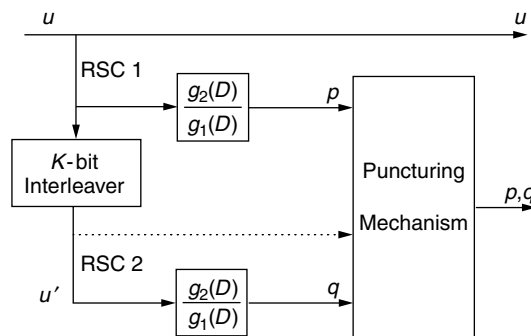 u u
RSC 1
g₂(D)
g₁(D)
p
K-bit
Interleaver
Puncturing
Mechanism
p,q
RSC 2
u′
g₂(D)
g₁(D)
q